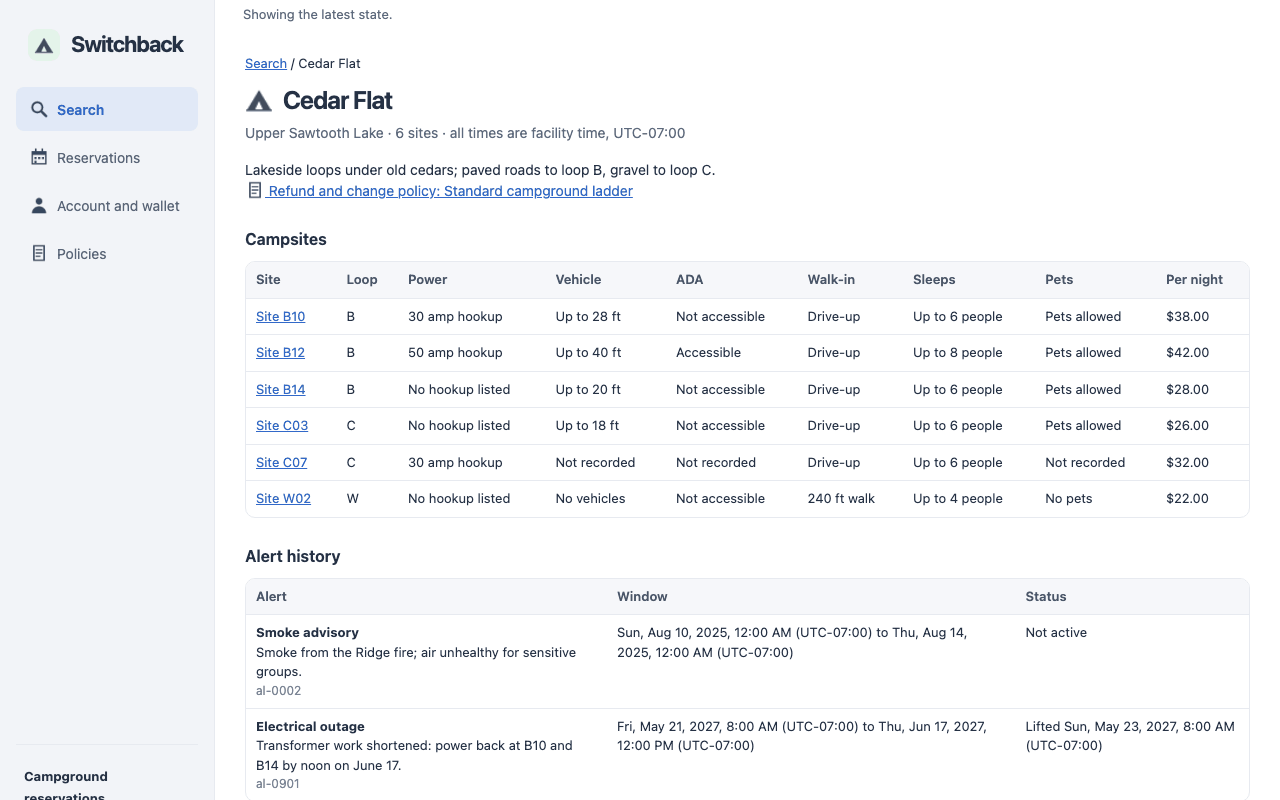 Showing the latest state.
Switchback
Search
Reservations
Account and wallet
Policies
Campground
reservations
Search / Cedar Flat
Cedar Flat
Upper Sawtooth Lake · 6 sites · all times are facility time, UTC-07:00
Lakeside loops under old cedars; paved roads to loop B, gravel to loop C.
Refund and change policy: Standard campground ladder
Campsites
Site Loop Power Vehicle ADA Walk-in Sleeps Pets Per night
Site B10 B 30 amp hookup Up to 28 ft Not accessible Drive-up Up to 6 people Pets allowed $38.00
Site B12 B 50 amp hookup Up to 40 ft Accessible Drive-up Up to 8 people Pets allowed $42.00
Site B14 B No hookup listed Up to 20 ft Not accessible Drive-up Up to 6 people Pets allowed $28.00
Site C03 C No hookup listed Up to 18 ft Not accessible Drive-up Up to 6 people Pets allowed $26.00
Site C07 C 30 amp hookup Not recorded Not recorded Drive-up Up to 6 people Not recorded $32.00
Site W02 W No hookup listed No vehicles Not accessible 240 ft walk Up to 4 people No pets $22.00
Alert history
Alert Window Status
Smoke advisory
Smoke from the Ridge fire; air unhealthy for sensitive
groups.
al-0002
Sun, Aug 10, 2025, 12:00 AM (UTC-07:00) to Thu, Aug 14,
2025, 12:00 AM (UTC-07:00)
Not active
Electrical outage
Transformer work shortened: power back at B10 and
B14 by noon on June 17.
al-0901
Fri, May 21, 2027, 8:00 AM (UTC-07:00) to Thu, Jun 17, 2027,
12:00 PM (UTC-07:00)
Lifted Sun, May 23, 2027, 8:00 AM
(UTC-07:00)